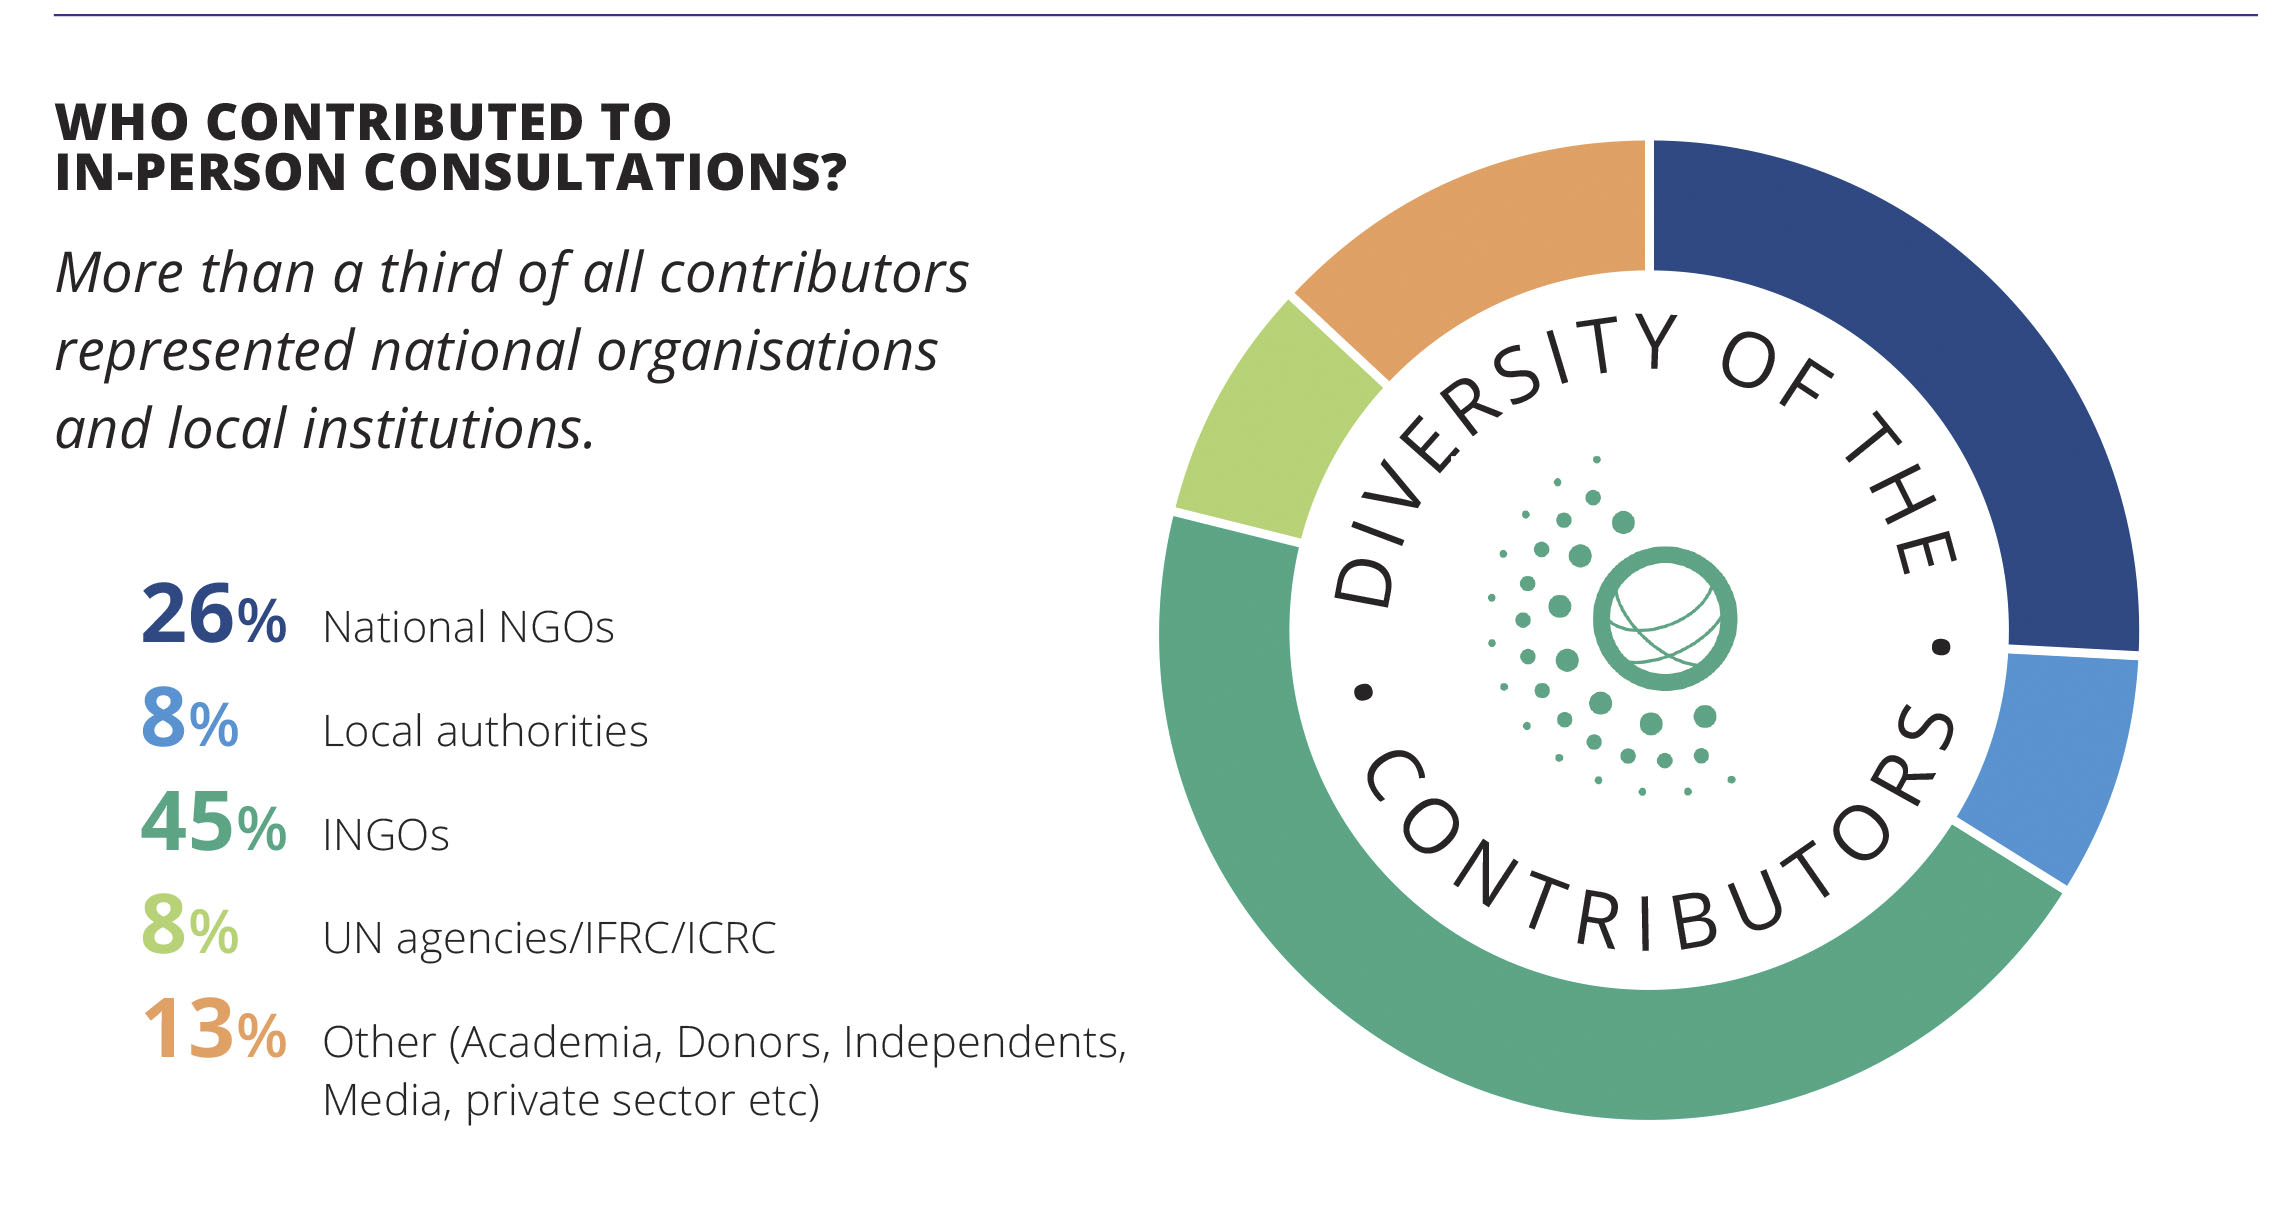 WHO CONTRIBUTED TO
IN-PERSON CONSULTATIONS?
More than a third of all contributors
represented national organisations
and local institutions.
26% National NGOs
8% Local authorities
45% INGOs
8% UN agencies/IFRC/ICRC
13% Other (Academia, Donors, Independents,
Media, private sector etc)
DIVERSITY OF THE
• CONTRIBUTORS •